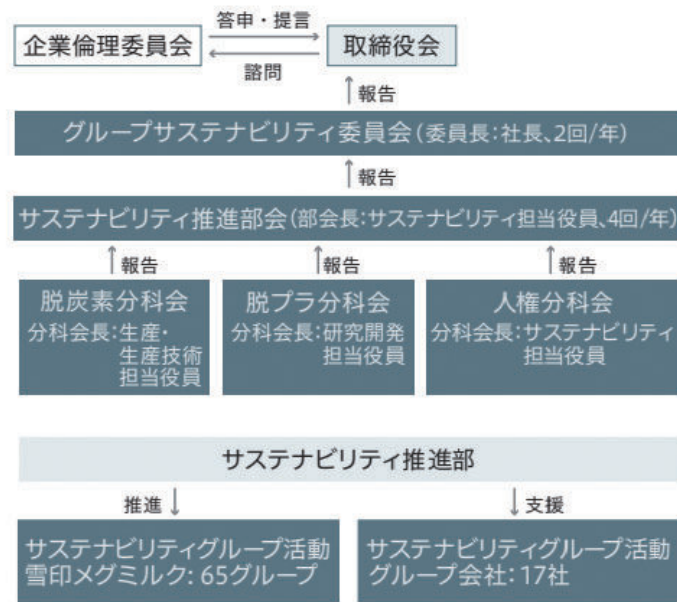 答申・提言
企業倫理委員会
取締役会
諮問
報告
グループサステナビリティ委員会(委員長:社長、2回/年)
報告
サステナビリティ推進部会(部会長:サステナビリティ担当役員、4回/年)
報告
報告
報告
脱炭素分科会
分科会長:生産・
生産技術
担当役員
脱プラ分科会
分科会長:研究開発
担当役員
人権分科会
分科会長:サステナビリティ
担当役員
サステナビリティ推進部
推進
支援
サステナビリティグループ活動
雪印メグミルク: 65グループ
サステナビリティグループ活動
グループ会社: 17社